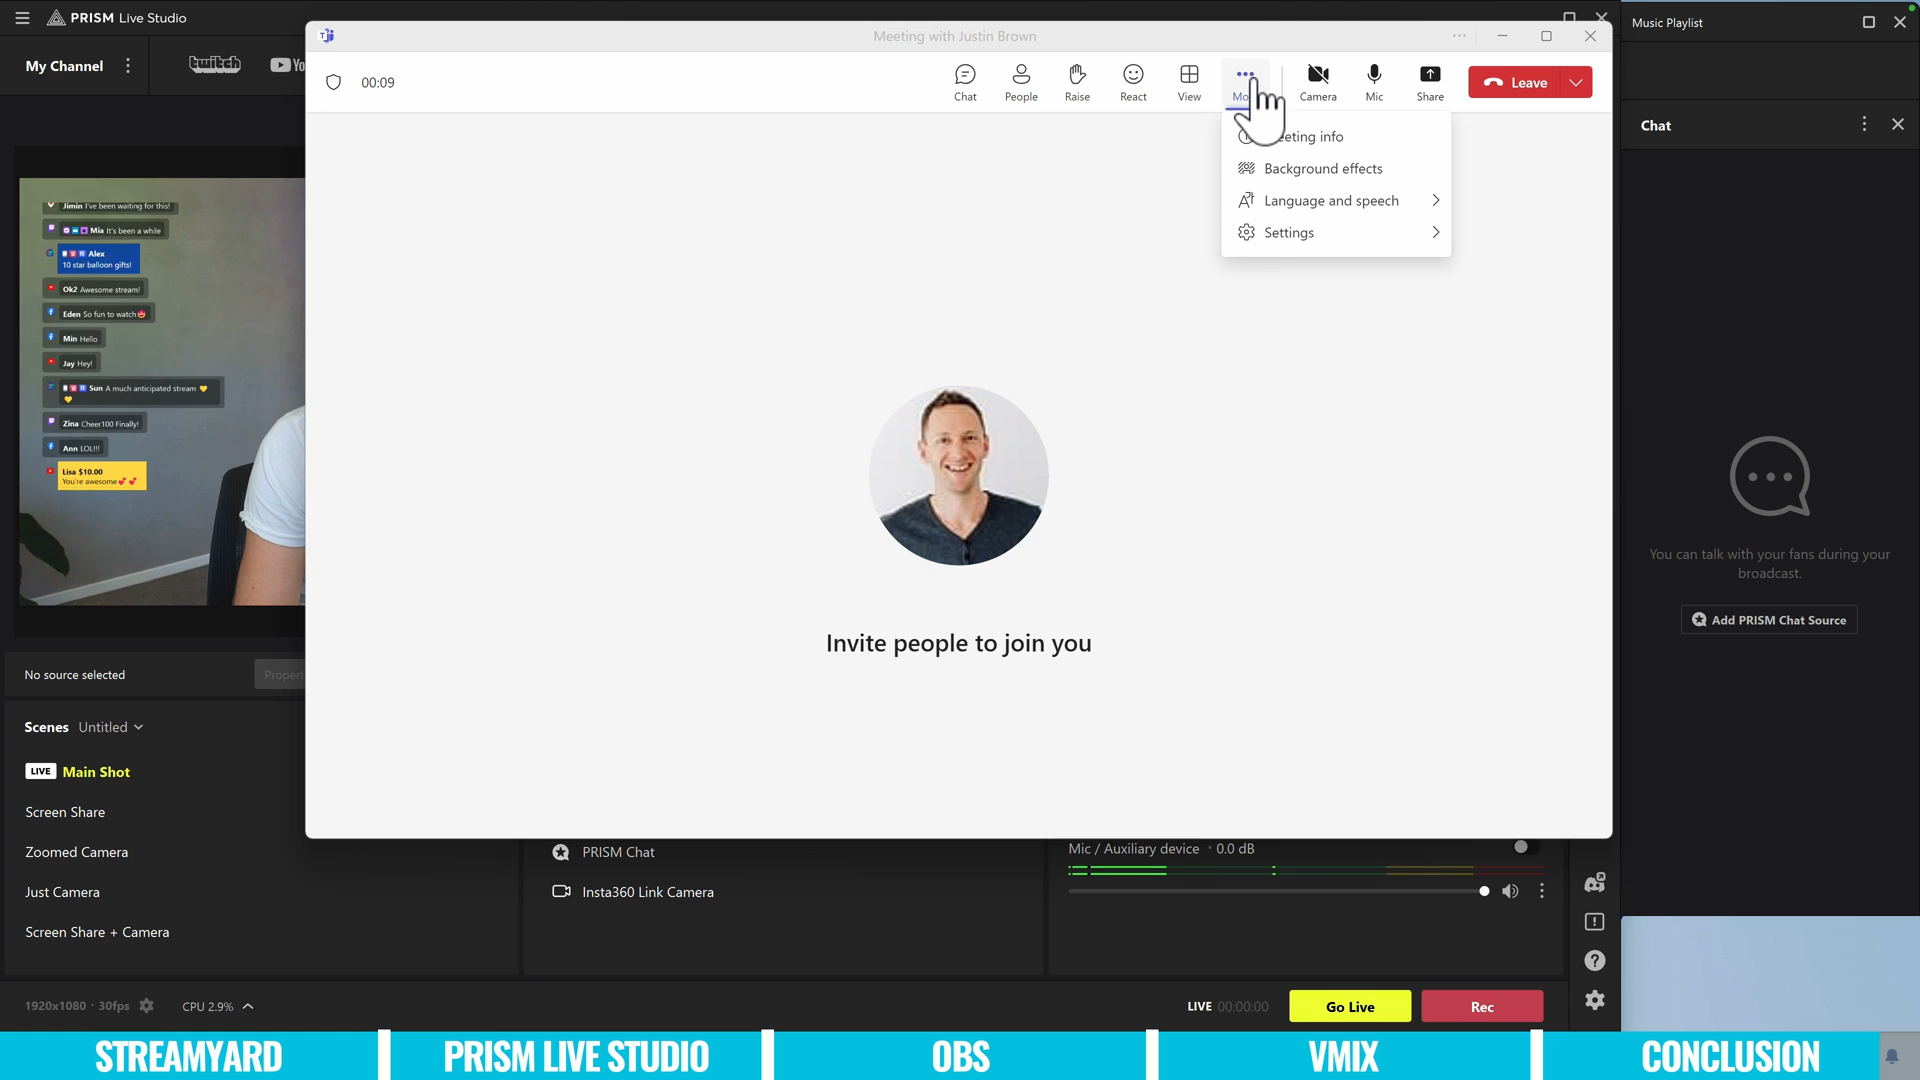 PRISM Live Studio
Music Playlist
My Channel
twitch
Meeting with Justin Brown
00:09
Chat
People
Raise
React
View
Camera
Mic
Share
Leave
eeting info
Background effects
Language and speech
Settings
Chat
Jimin I've been waiting for this!
Mia It's been a while
Alex
10 star balloon gifts!
Ok2 Awesome stream!
Eden So fun to watch
Min Hello
Jay Hey!
Sun A much anticipated stream
Zina Cheer100 Finally!
Ann LOL!!!
Lisa $10.00
You're awesome
Invite people to join you
You can talk with your fans during your
broadcast.
Add PRISM Chat Source
No source selected
Propert
Scenes Untitled
LIVE Main Shot
Screen Share
Zoomed Camera
Just Camera
Screen Share + Camera
PRISM Chat
Insta360 Link Camera
Mic / Auxiliary device · 0.0 dB
1920x1080 · 30fps
CPU 2.9%
LIVE 00:00:00
Go Live
Rec
STREAMYARD
PRISM LIVE STUDIO
OBS
VMIX
CONCLUSION